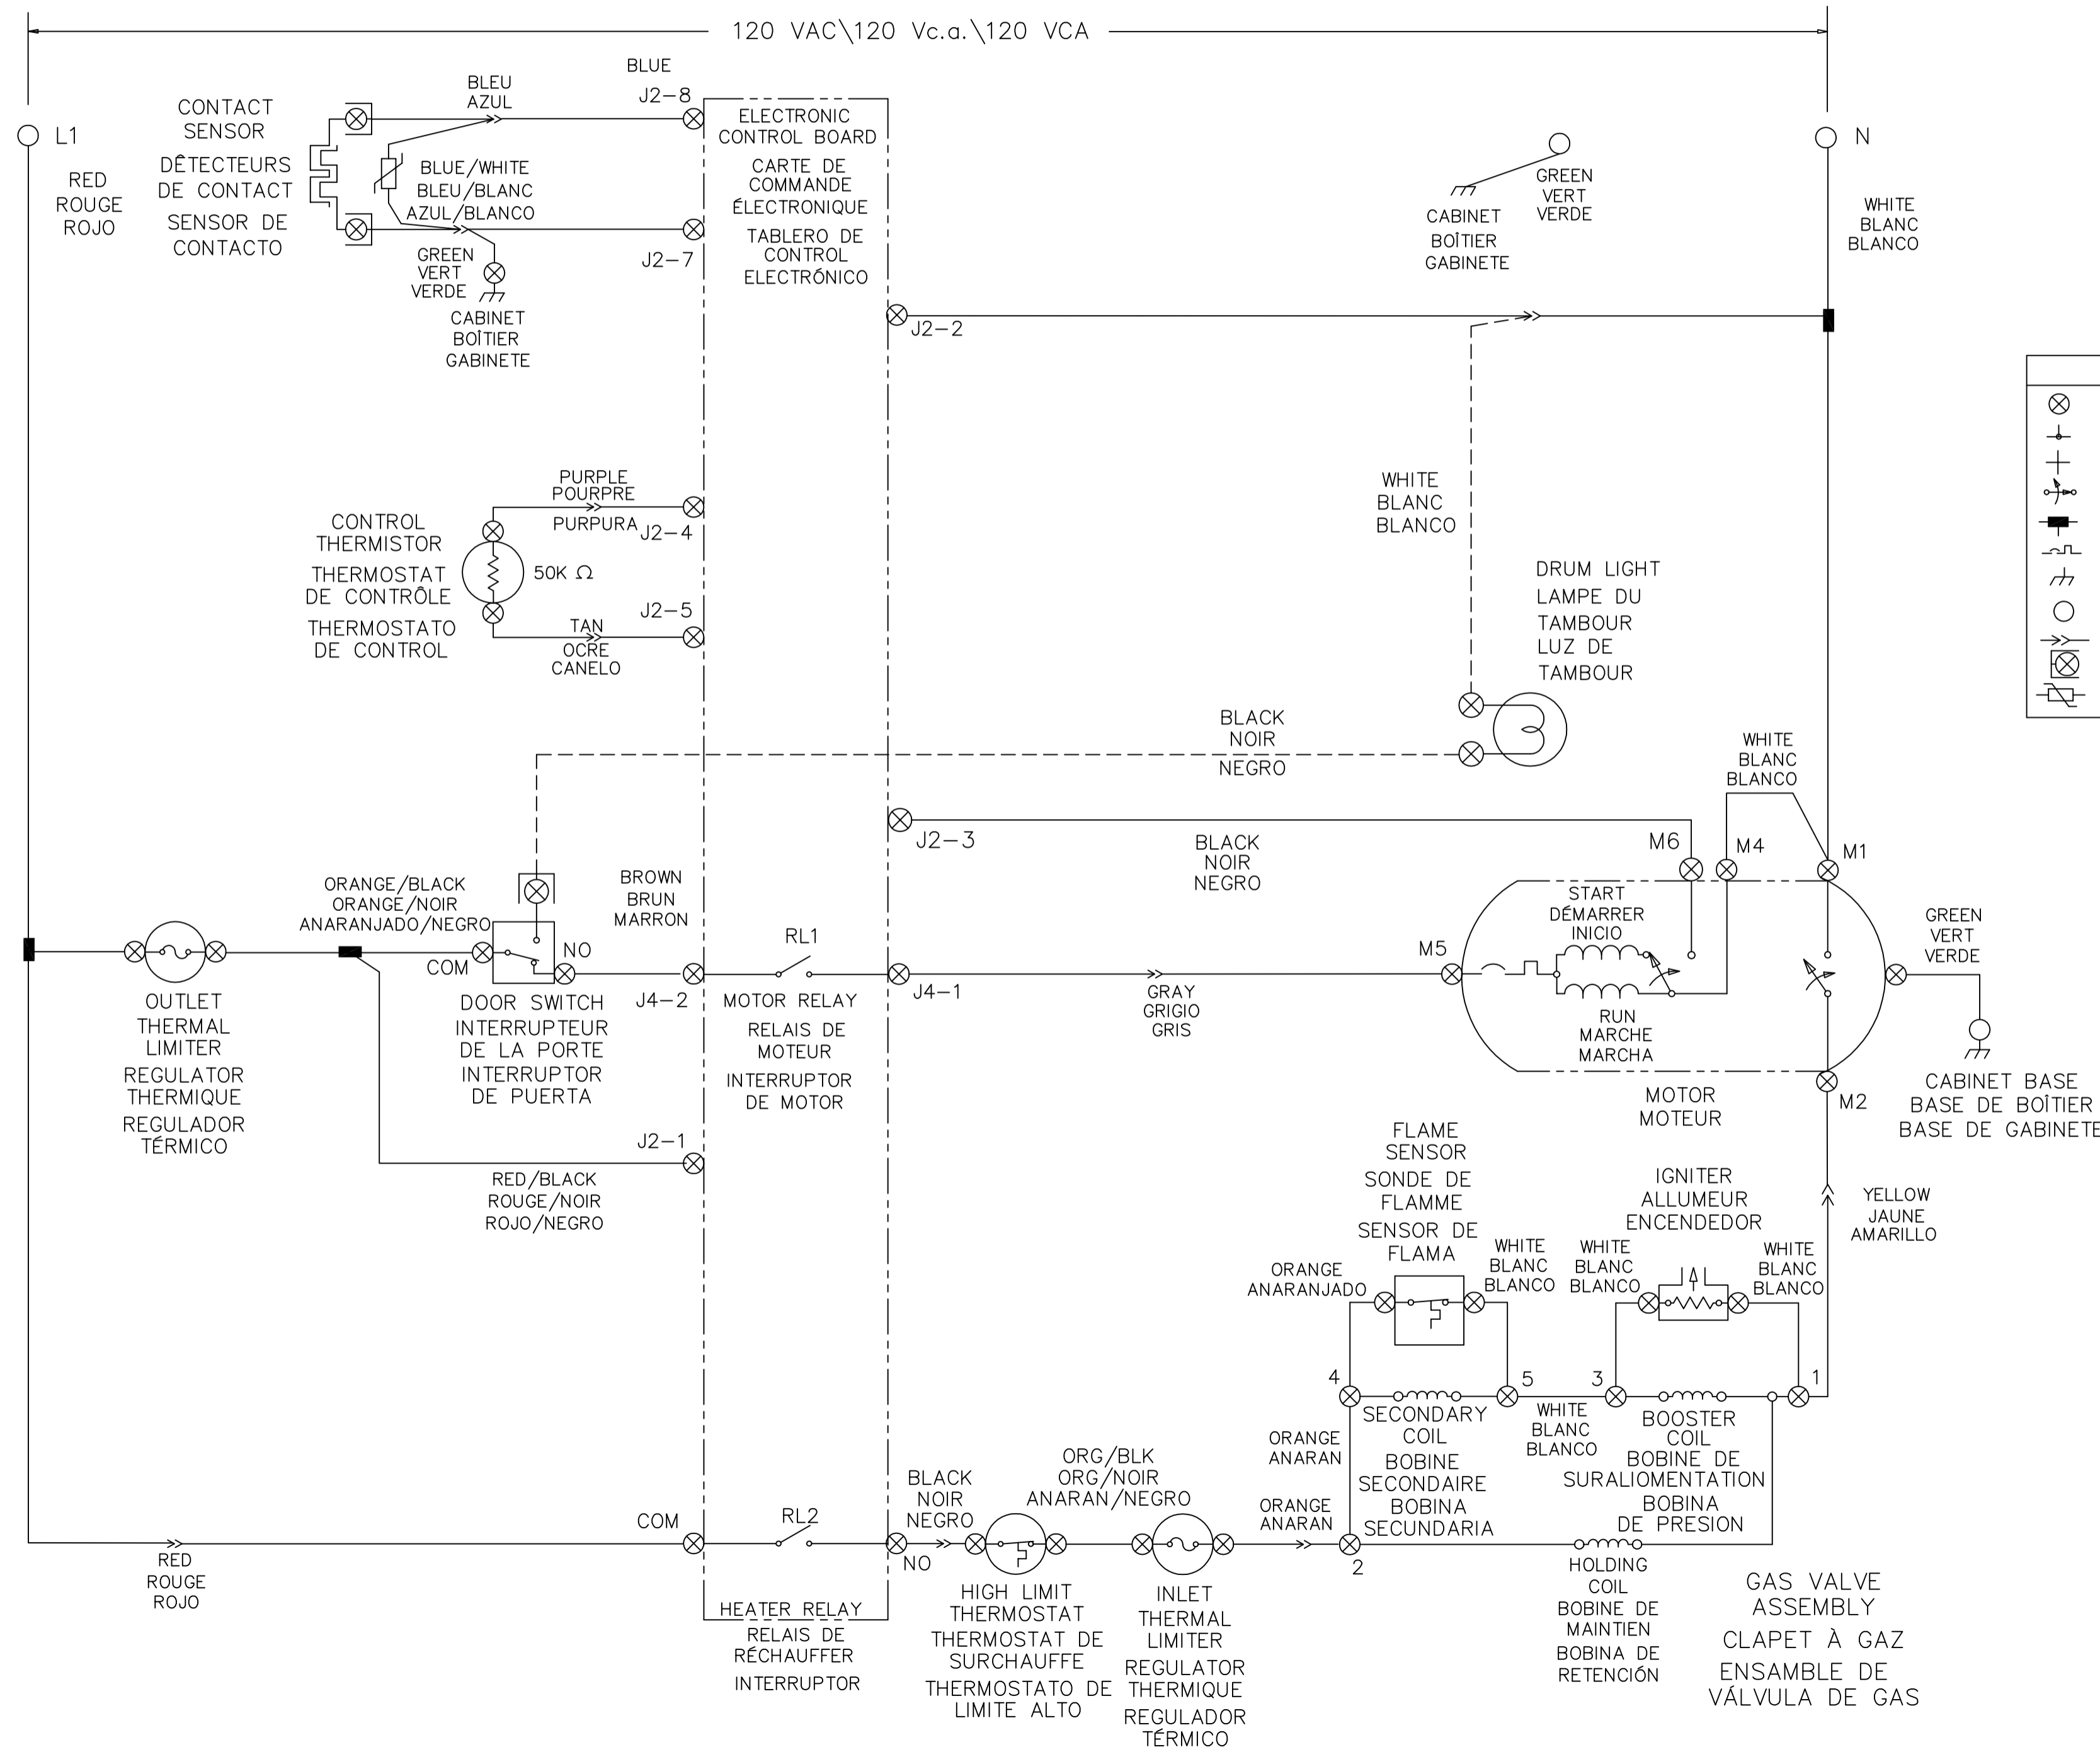 120 VAC\120 Vc.a.\120 VCA
L1
RED
ROUGE
ROJO
CONTACT
SENSOR
DÊTECTEURS
DE CONTACT
SENSOR DE
CONTACTO
BLEU
AZUL
BLUE
J2-8
BLUE/WHITE
BLEU/BLANC
AZUL/BLANCO
J2-7
GREEN
VERT
VERDE
CABINET
BOÎTIER
GABINETE
ELECTRONIC
CONTROL BOARD
CARTE DE
COMMANDE
ÉLECTRONIQUE
TABLERO DE
CONTROL
ELECTRÓNICO
J2-2
CABINET
BOÎTIER
GABINETE
GREEN
VERT
VERDE
N
WHITE
BLANC
BLANCO
CONTROL
THERMISTOR
THERMOSTAT
DE CONTRÔLE
THERMOSTATO
DE CONTROL
PURPLE
POURPRE
PURPURA
J2-4
50K Ω
J2-5
TAN
OCRE
CANELO
WHITE
BLANC
BLANCO
DRUM LIGHT
LAMPE DU
TAMBOUR
LUZ DE
TAMBOUR
BLACK
NOIR
NEGRO
WHITE
BLANC
BLANCO
J2-3
BLACK
NOIR
NEGRO
M6
M4
M1
ORANGE/BLACK
ORANGE/NOIR
ANARANJADO/NEGRO
COM
NO
BROWN
BRUN
MARRON
OUTLET
THERMAL
LIMITER
REGULATOR
THERMIQUE
REGULADOR
TÉRMICO
DOOR SWITCH
INTERRUPTEUR
DE LA PORTE
INTERRUPTOR
DE PUERTA
J4-2
RL1
MOTOR RELAY
RELAIS DE
MOTEUR
INTERRUPTOR
DE MOTOR
J4-1
GRAY
GRIGIO
GRIS
M5
START
DÉMARRER
INICIO
RUN
MARCHE
MARCHA
MOTOR
MOTEUR
M2
GREEN
VERT
VERDE
CABINET BASE
BASE DE BOÎTIER
BASE DE GABINETE
J2-1
RED/BLACK
ROUGE/NOIR
ROJO/NEGRO
FLAME
SENSOR
SONDE DE
FLAMME
SENSOR DE
FLAMA
ORANGE
ANARANJADO
WHITE
BLANC
BLANCO
IGNITER
ALLUMEUR
ENCENDEDOR
WHITE
BLANC
BLANCO
WHITE
BLANC
BLANCO
YELLOW
JAUNE
AMARILLO
4
5
3
1
SECONDARY
COIL
BOBINE
SECONDAIRE
BOBINA
SECUNDARIA
WHITE
BLANC
BLANCO
BOOSTER
COIL
BOBINE DE
SURALIOMENTATION
BOBINA
DE PRESION
ORANGE
ANARAN
RED
ROUGE
ROJO
COM
RL2
NO
HEATER RELAY
RELAIS DE
RÉCHAUFFER
INTERRUPTOR
BLACK
NOIR
NEGRO
ORG/BLK
ORG/NOIR
ANARAN/NEGRO
HIGH LIMIT
THERMOSTAT
THERMOSTAT DE
SURCHAUFFE
THERMOSTATO DE
LIMITE ALTO
INLET
THERMAL
LIMITER
REGULATOR
THERMIQUE
REGULADOR
TÉRMICO
ORANGE
ANARAN
2
HOLDING
COIL
BOBINE DE
MAINTIEN
BOBINA DE
RETENCIÓN
GAS VALVE
ASSEMBLY
CLAPET À GAZ
ENSAMBLE DE
VÁLVULA DE GAS